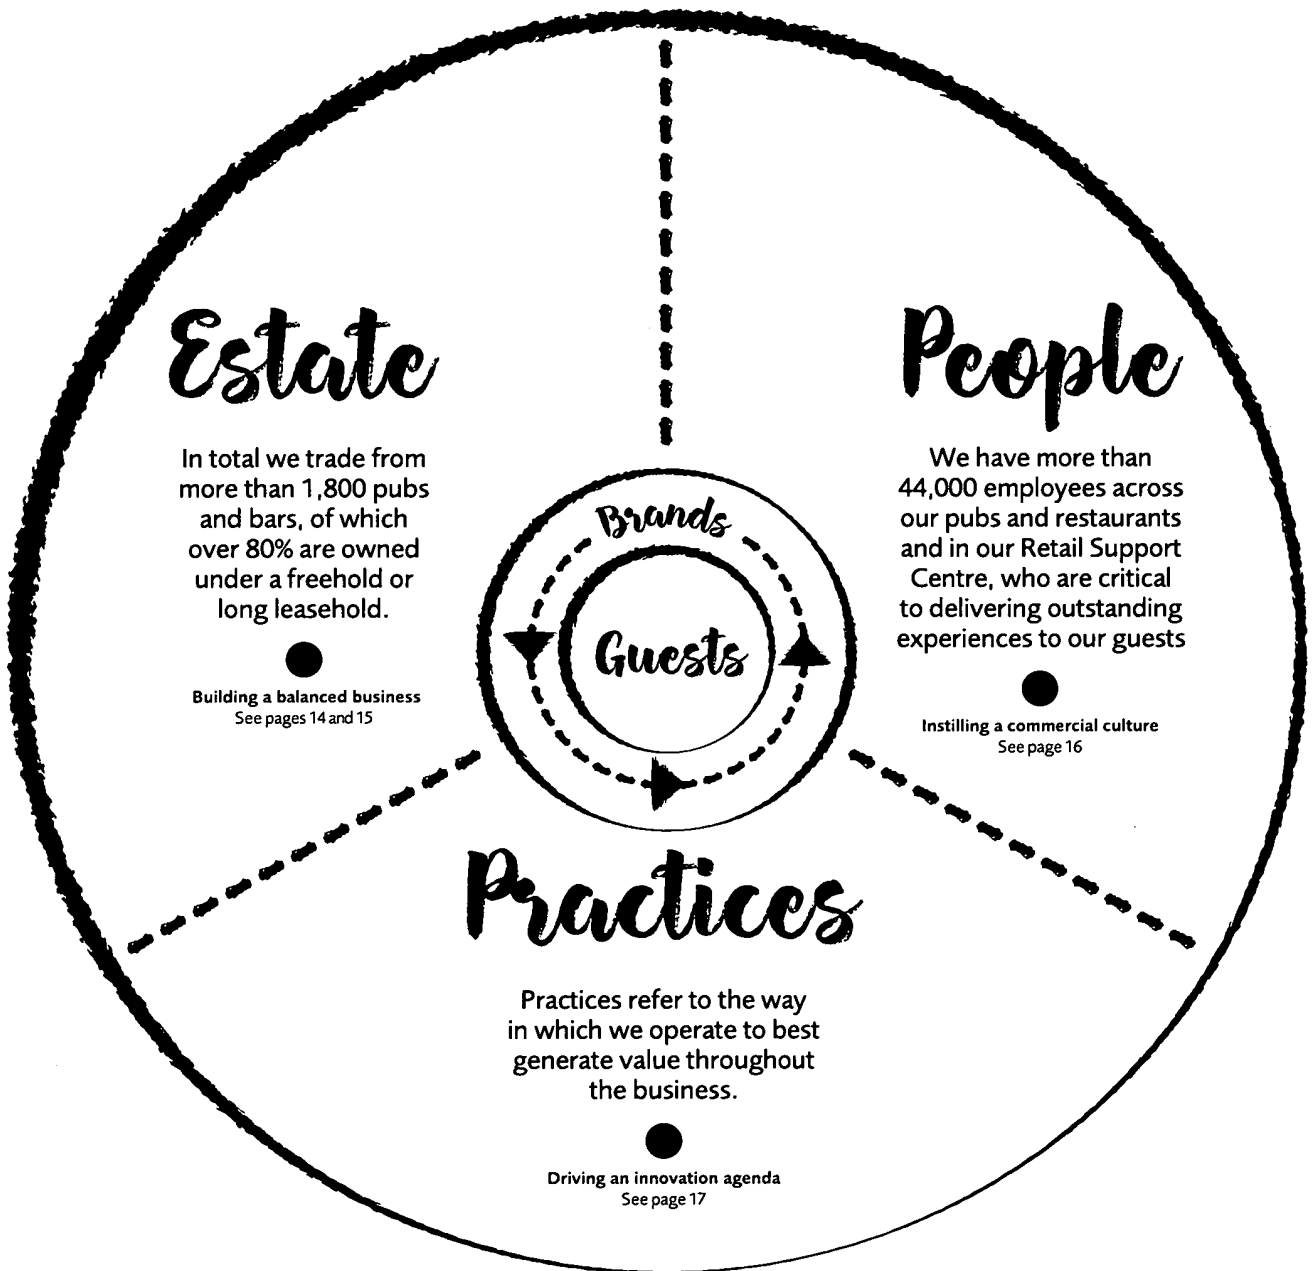 Estate
In total we trade from
more than 1,800 pubs
and bars, of which
over 80% are owned
under a freehold or
long leasehold.
Building a balanced business
See pages 14 and 15
People
We have more than
44,000 employees across
our pubs and restaurants
and in our Retail Support
Centre, who are critical
to delivering outstanding
experiences to our guests
Instilling a commercial culture
See page 16
Brands
Guests
Practices
Practices refer to the way
in which we operate to best
generate value throughout
the business.
Driving an innovation agenda
See page 17